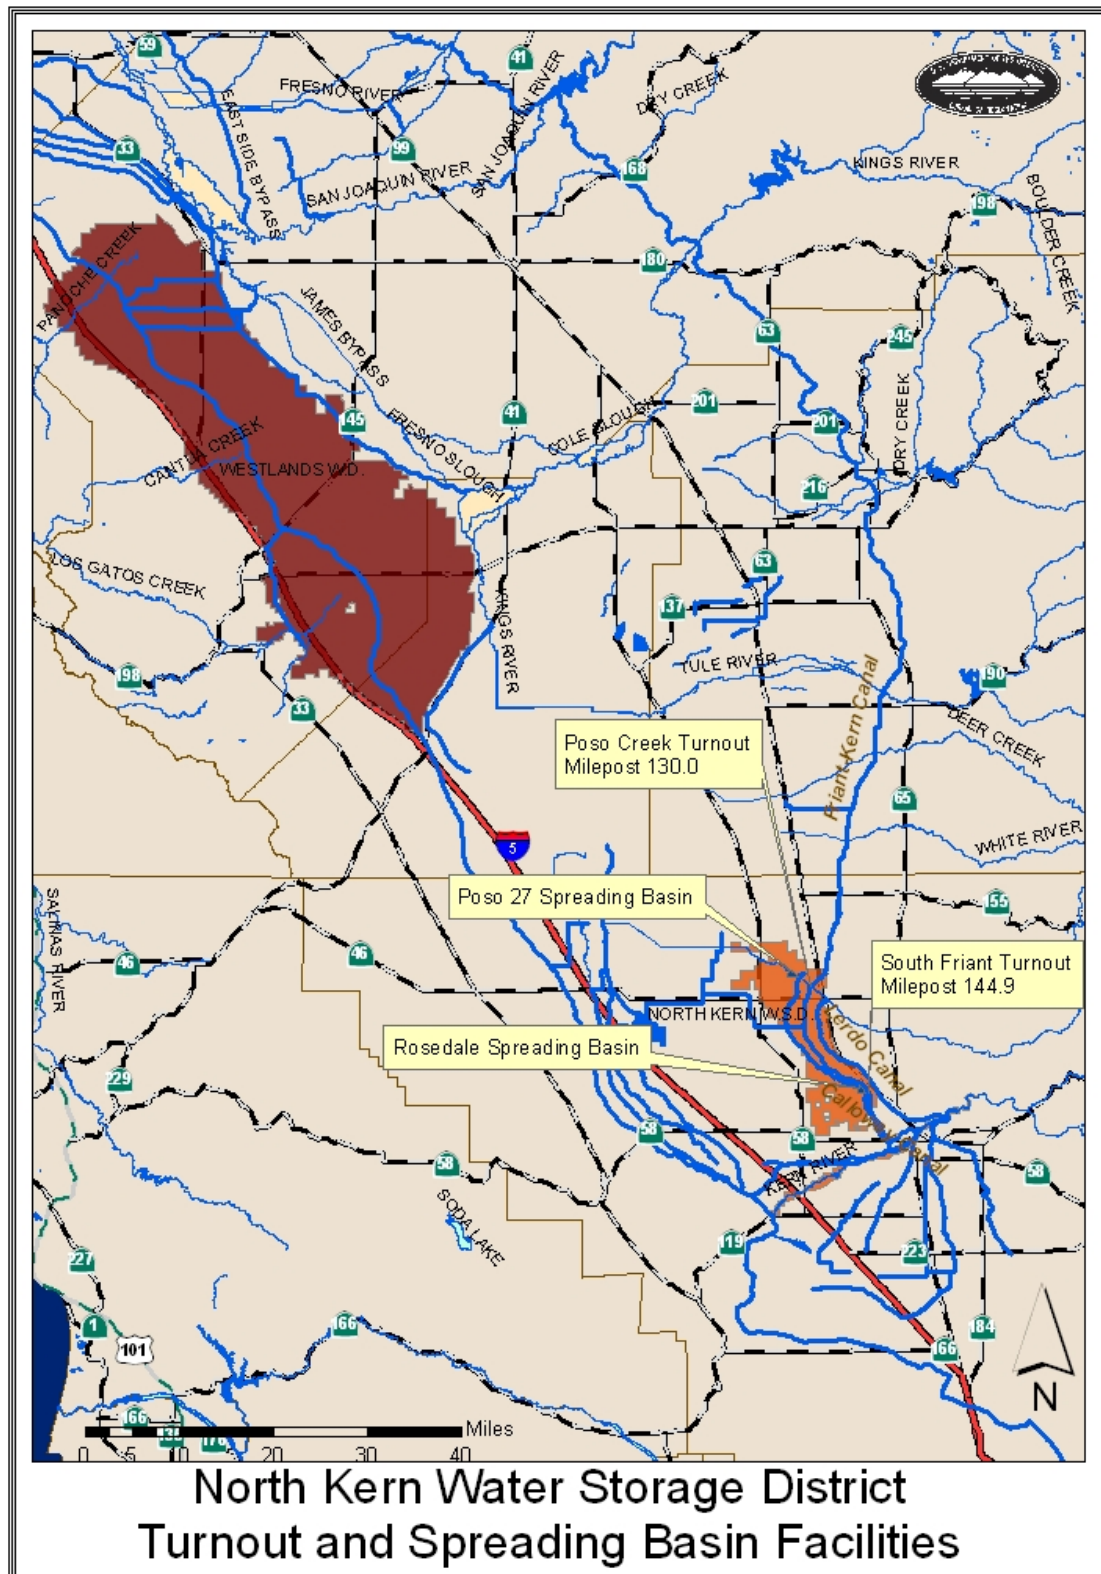 59
41
FRESNO RIVER
DRY CREEK
EAST SIDE BYPASS
SAN JOAQUIN RIVER
33
99
168
SAN JOAQUIN RIVER
KINGS RIVER
198
BOULDER CREEK
PANOCHE CREEK
180
JAMES BYPASS
63
245
145
41
201
201
FRESNO SLOUGH
COLE SLOUGH
DRY CREEK
CANTUA CREEK
WESTLANDS W.D.
216
LOS GATOS CREEK
63
137
KINGS RIVER
TULE RIVER
198
190
33
Friant-Kern Canal
DEER CREEK
Poso Creek Turnout
Milepost 130.0
65
WHITE RIVER
5
SALINAS RIVER
Poso 27 Spreading Basin
155
46
46
South Friant Turnout
Milepost 144.9
NORTH KERN W.S.D.
Lerdo Canal
Rosedale Spreading Basin
229
Calloway Canal
58
58
58
58
KERN RIVER
SODA LAKE
119
223
227
1
101
166
184
166
N
166
135
176
Miles
0 5 10 20 30 40
North Kern Water Storage District
Turnout and Spreading Basin Facilities